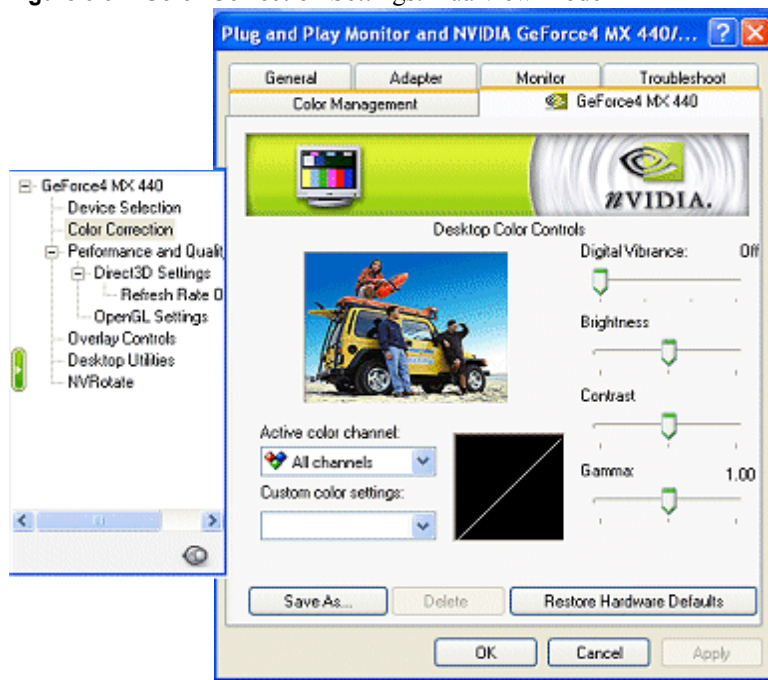 Plug and Play Monitor and NVIDIA GeForce4 MX 440/... ?
General Adapter Monitor Troubleshoot
Color Management GeForce4 MX 440
nVIDIA.
GeForce4 MX 440
Device Selection
Color Correction
Performance and Qualit
Direct3D Settings
Refresh Rate O
OpenGL Settings
Overlay Controls
Desktop Utilities
NVRotate
Desktop Color Controls
Digital Vibrance: Off
Brightness
Contrast
Gamma: 1.00
Active color channel:
All channels
Custom color settings:
Save As... Delete Restore Hardware Defaults
OK Cancel Apply